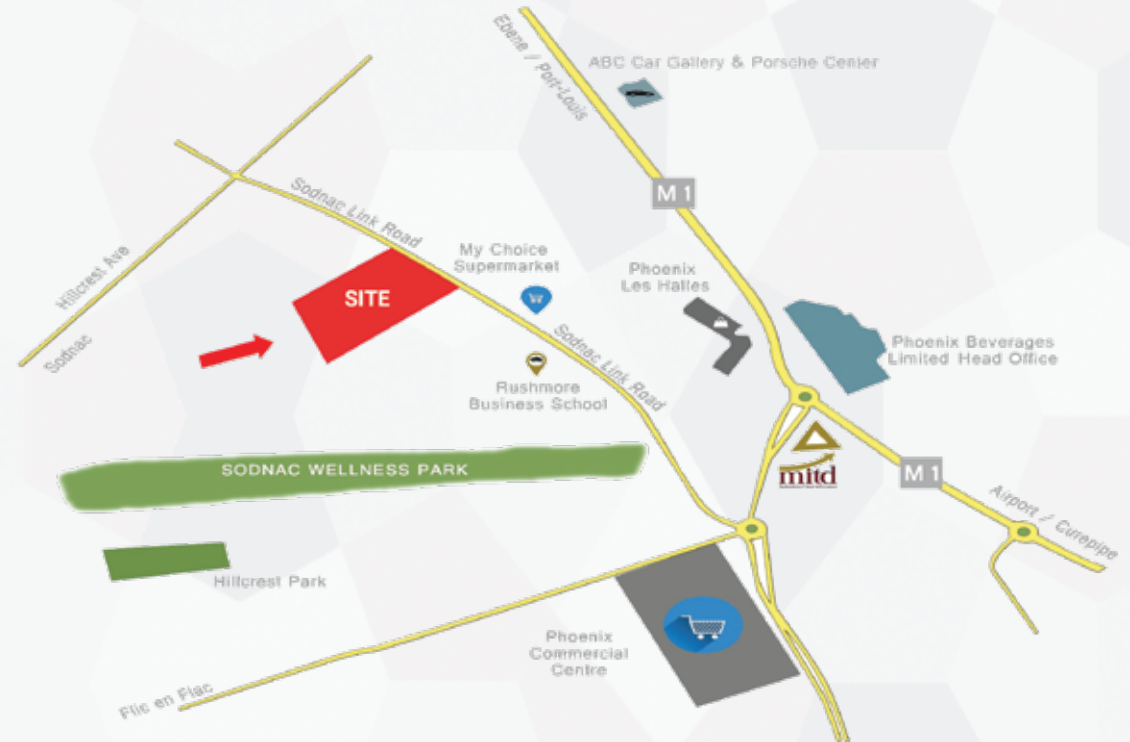 Ebene / Port-Louis
ABC Car Gallery & Porsche Center
M 1
Sodnac Link Road
My Choice
Supermarket
Phoenix
Les Halles
Hillcrest Ave
Sodnac
SITE
Sodnac Link Road
Phoenix Beverages
Limited Head Office
Rushmore
Business School
SODNAC WELLNESS PARK
mitd
M 1
Airport / Curepipe
Hillcrest Park
Phoenix
Commercial
Centre
Flic en Flac